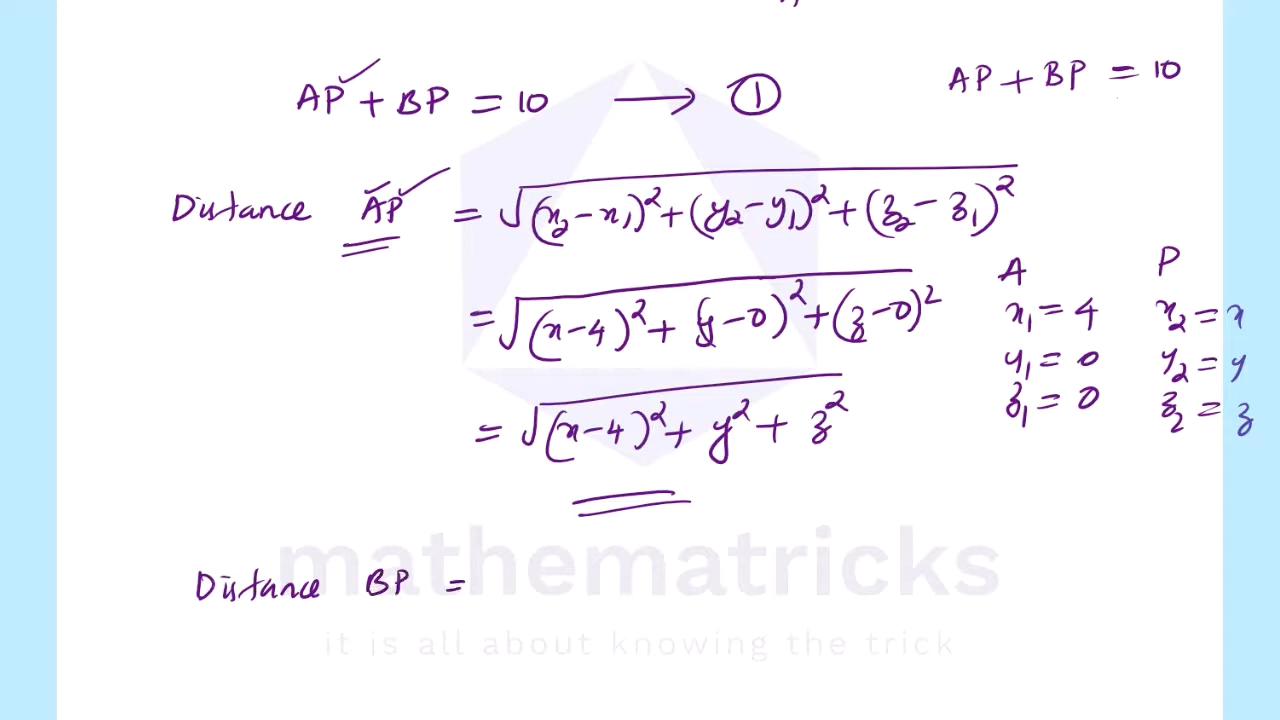 AP + BP = 10 ⟶ ①
AP + BP = 10
Distance AP = √(x₂ − x₁)² + (y₂ − y₁)² + (z₂ − z₁)²
= √(x − 4)² + (y − 0)² + (z − 0)²
= √(x − 4)² + y² + z²
A
x₁ = 4
y₁ = 0
z₁ = 0
P
x₂ = x
y₂ = y
z₂ = z
mathematricks
Distance BP =
it is all about knowing the trick